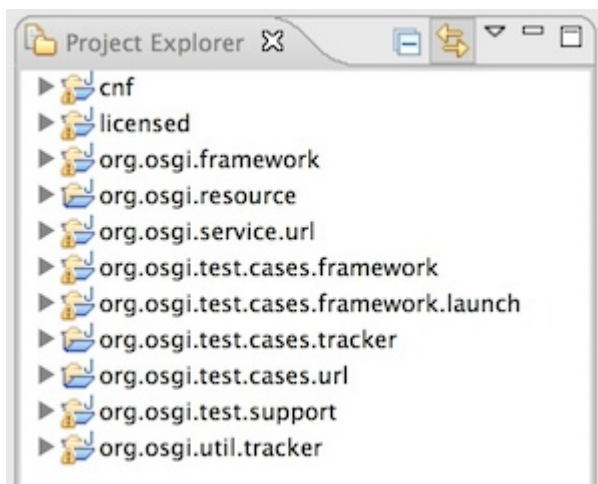 Project Explorer
cnf
licensed
org.osgi.framework
org.osgi.resource
org.osgi.service.url
org.osgi.test.cases.framework
org.osgi.test.cases.framework.launch
org.osgi.test.cases.tracker
org.osgi.test.cases.url
org.osgi.test.support
org.osgi.util.tracker